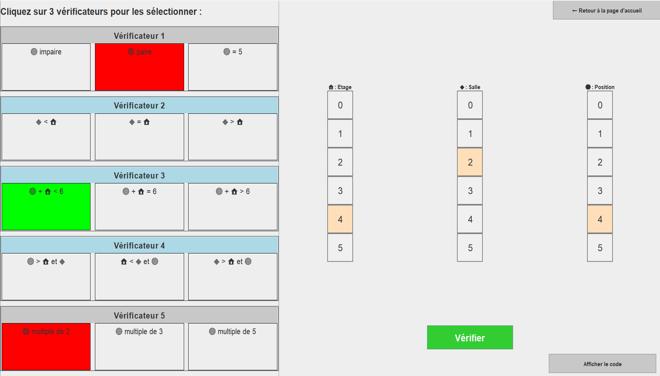 Cliquez sur 3 vérificateurs pour les sélectionner :
← Retour à la page d'accueil
Vérificateur 1
● impaire
● paire
● = 5
Vérificateur 2
◆ < 🏠
◆ = 🏠
◆ > 🏠
Vérificateur 3
● + 🏠 < 6
● + 🏠 = 6
● + 🏠 > 6
Vérificateur 4
● > 🏠 et ◆
🏠 < ◆ et ●
◆ > 🏠 et ●
Vérificateur 5
● multiple de 2
● multiple de 3
● multiple de 5
🏠 : Etage
0
1
2
3
4
5
◆ : Salle
0
1
2
3
4
5
● : Position
0
1
2
3
4
5
Vérifier
Afficher le code